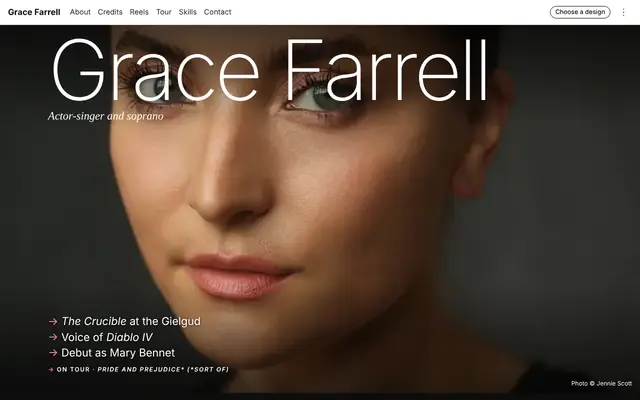 Grace Farrell About Credits Reels Tour Skills Contact Choose a design
Grace Farrell
Actor-singer and soprano
→ The Crucible at the Gielgud
→ Voice of Diablo IV
→ Debut as Mary Bennet
→ ON TOUR · PRIDE AND PREJUDICE* (*SORT OF)
Photo © Jennie Scott